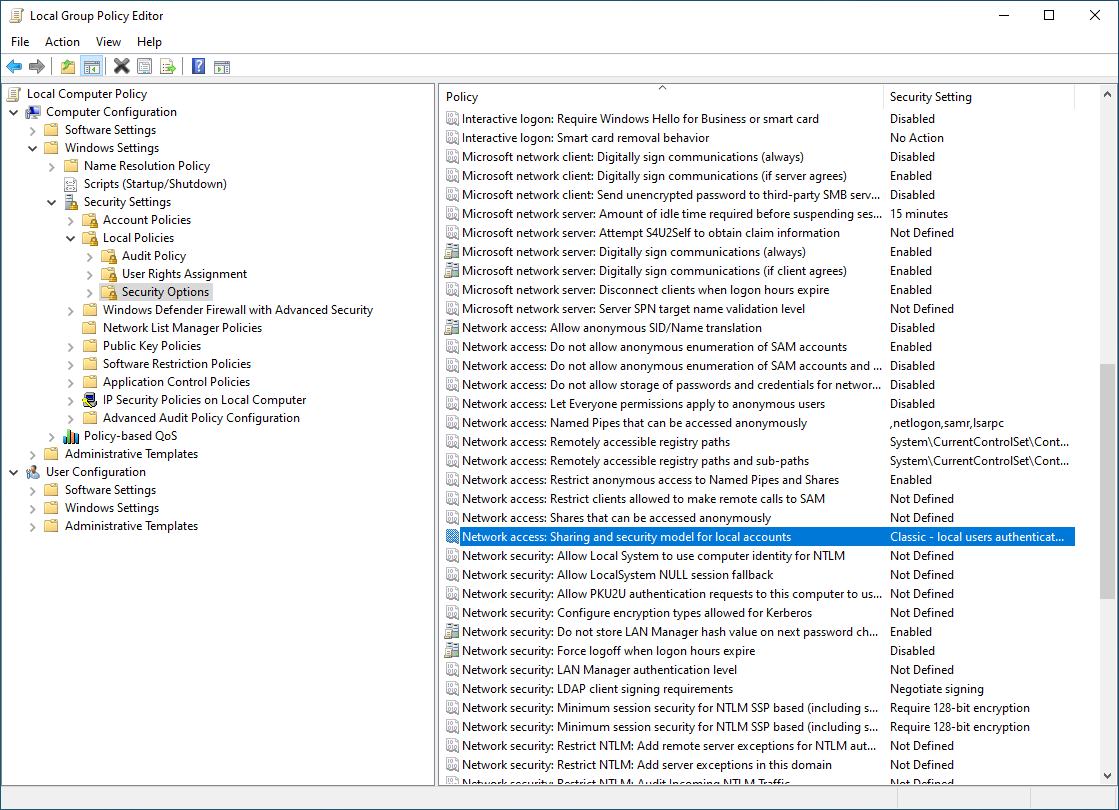 Local Group Policy Editor
File Action View Help
Local Computer Policy
Computer Configuration
Software Settings
Windows Settings
Name Resolution Policy
Scripts (Startup/Shutdown)
Security Settings
Account Policies
Local Policies
Audit Policy
User Rights Assignment
Security Options
Windows Defender Firewall with Advanced Security
Network List Manager Policies
Public Key Policies
Software Restriction Policies
Application Control Policies
IP Security Policies on Local Computer
Advanced Audit Policy Configuration
Policy-based QoS
Administrative Templates
User Configuration
Software Settings
Windows Settings
Administrative Templates
Policy Security Setting
Interactive logon: Require Windows Hello for Business or smart card Disabled
Interactive logon: Smart card removal behavior No Action
Microsoft network client: Digitally sign communications (always) Disabled
Microsoft network client: Digitally sign communications (if server agrees) Enabled
Microsoft network client: Send unencrypted password to third-party SMB serv... Disabled
Microsoft network server: Amount of idle time required before suspending ses... 15 minutes
Microsoft network server: Attempt S4U2Self to obtain claim information Not Defined
Microsoft network server: Digitally sign communications (always) Enabled
Microsoft network server: Digitally sign communications (if client agrees) Enabled
Microsoft network server: Disconnect clients when logon hours expire Enabled
Microsoft network server: Server SPN target name validation level Not Defined
Network access: Allow anonymous SID/Name translation Disabled
Network access: Do not allow anonymous enumeration of SAM accounts Enabled
Network access: Do not allow anonymous enumeration of SAM accounts and ... Disabled
Network access: Do not allow storage of passwords and credentials for networ... Disabled
Network access: Let Everyone permissions apply to anonymous users Disabled
Network access: Named Pipes that can be accessed anonymously ,netlogon,samr,lsarpc
Network access: Remotely accessible registry paths System\CurrentControlSet\Cont...
Network access: Remotely accessible registry paths and sub-paths System\CurrentControlSet\Cont...
Network access: Restrict anonymous access to Named Pipes and Shares Enabled
Network access: Restrict clients allowed to make remote calls to SAM Not Defined
Network access: Shares that can be accessed anonymously Not Defined
Network access: Sharing and security model for local accounts Classic - local users authenticat...
Network security: Allow Local System to use computer identity for NTLM Not Defined
Network security: Allow LocalSystem NULL session fallback Not Defined
Network security: Allow PKU2U authentication requests to this computer to us... Not Defined
Network security: Configure encryption types allowed for Kerberos Not Defined
Network security: Do not store LAN Manager hash value on next password ch... Enabled
Network security: Force logoff when logon hours expire Disabled
Network security: LAN Manager authentication level Not Defined
Network security: LDAP client signing requirements Negotiate signing
Network security: Minimum session security for NTLM SSP based (including s... Require 128-bit encryption
Network security: Minimum session security for NTLM SSP based (including s... Require 128-bit encryption
Network security: Restrict NTLM: Add remote server exceptions for NTLM aut... Not Defined
Network security: Restrict NTLM: Add server exceptions in this domain Not Defined
Network security: Restrict NTLM: Audit Incoming NTLM Traffic Not Defined